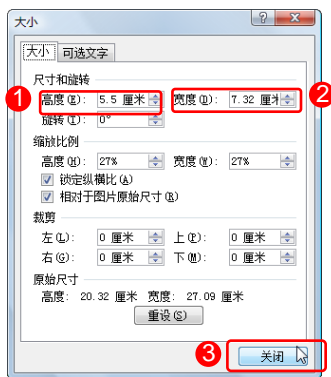 大小
大小 可选文字
尺寸和旋转
1 高度(E): 5.5 厘米 宽度(D): 7.32 厘米 2
旋转(T): 0°
缩放比例
高度(H): 27% 宽度(W): 27%
锁定纵横比(A)
相对于图片原始尺寸(R)
裁剪
左(L): 0 厘米 上(P): 0 厘米
右(G): 0 厘米 下(M): 0 厘米
原始尺寸
高度: 20.32 厘米 宽度: 27.09 厘米
重设(S)
3 关闭